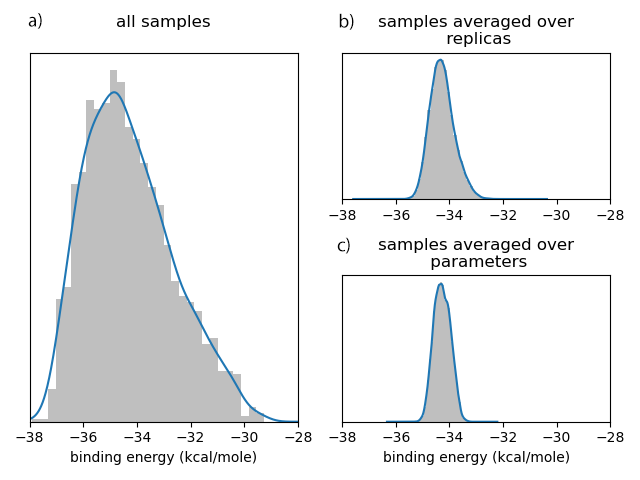 a) all samples
−38 −36 −34 −32 −30 −28
binding energy (kcal/mole)
b) samples averaged over
replicas
−38 −36 −34 −32 −30 −28
c) samples averaged over
parameters
−38 −36 −34 −32 −30 −28
binding energy (kcal/mole)